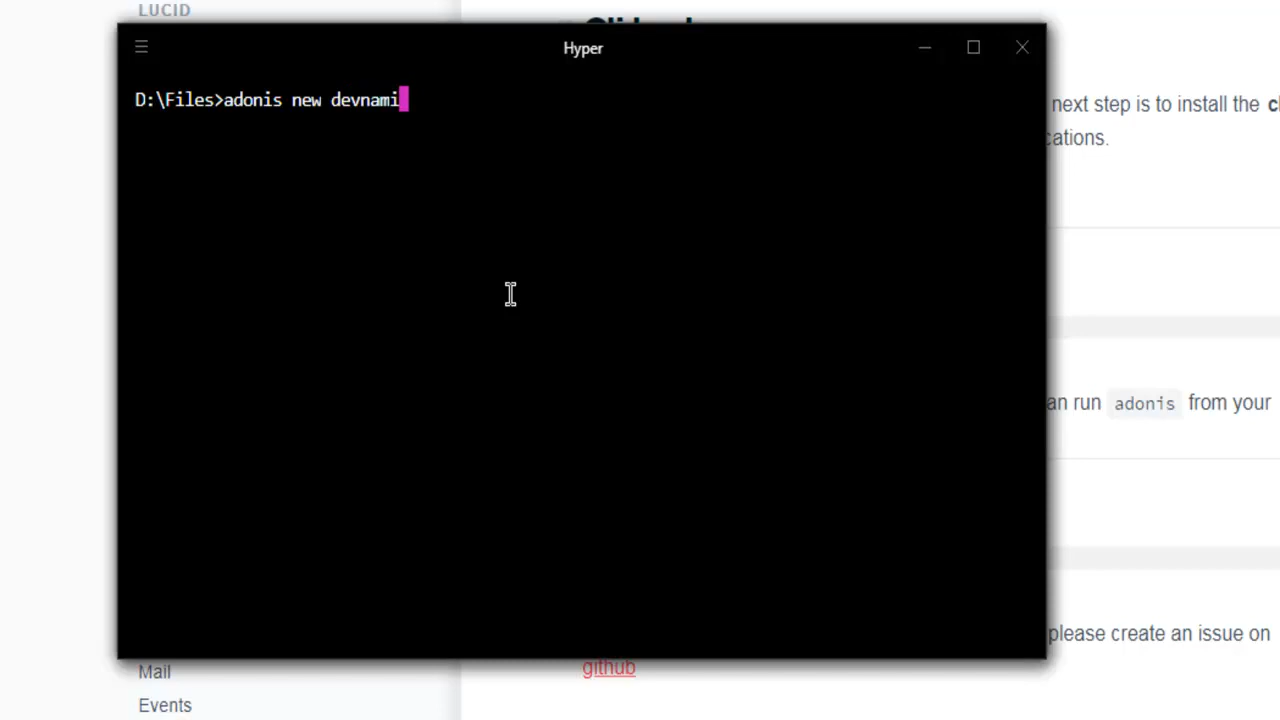 LUCID
Hyper
D:\Files>adonis new devnami
next step is to install the
cations.
an run adonis from your
please create an issue on
github
Mail
Events